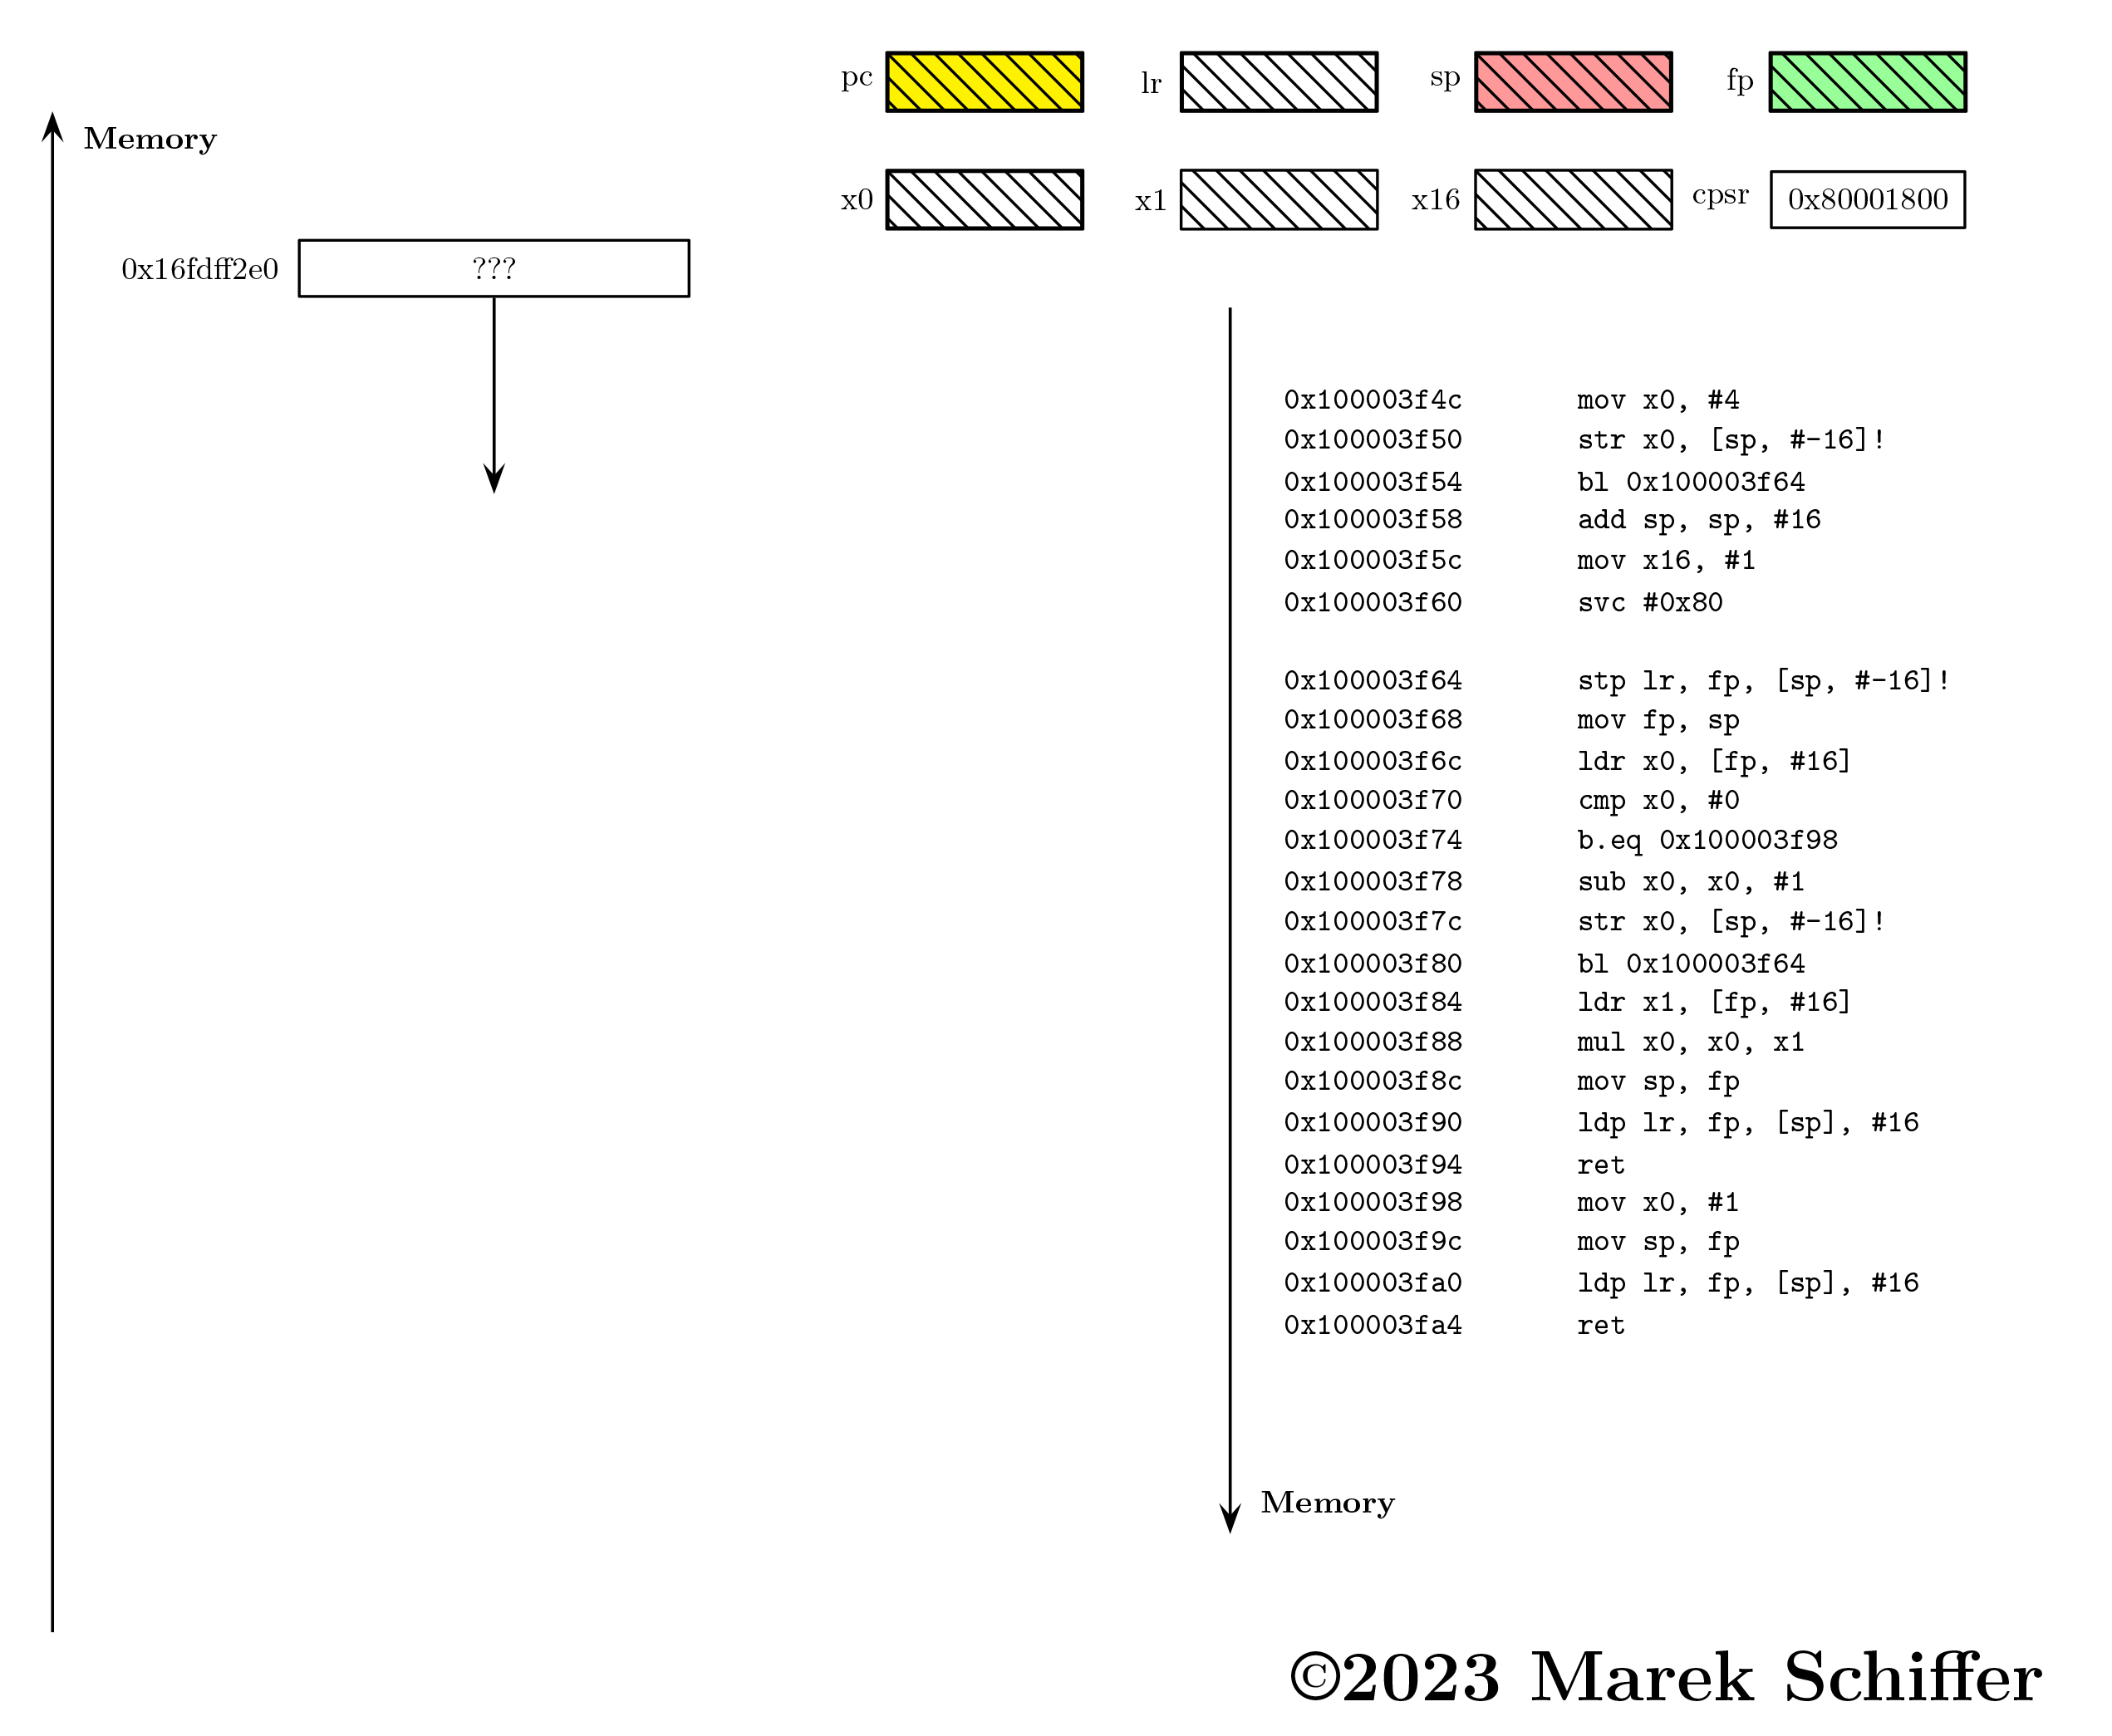 pc lr sp fp
Memory
x0 x1 x16 cpsr 0x80001800
0x16fdff2e0 ???
0x100003f4c mov x0, #4
0x100003f50 str x0, [sp, #-16]!
0x100003f54 bl 0x100003f64
0x100003f58 add sp, sp, #16
0x100003f5c mov x16, #1
0x100003f60 svc #0x80
0x100003f64 stp lr, fp, [sp, #-16]!
0x100003f68 mov fp, sp
0x100003f6c ldr x0, [fp, #16]
0x100003f70 cmp x0, #0
0x100003f74 b.eq 0x100003f98
0x100003f78 sub x0, x0, #1
0x100003f7c str x0, [sp, #-16]!
0x100003f80 bl 0x100003f64
0x100003f84 ldr x1, [fp, #16]
0x100003f88 mul x0, x0, x1
0x100003f8c mov sp, fp
0x100003f90 ldp lr, fp, [sp], #16
0x100003f94 ret
0x100003f98 mov x0, #1
0x100003f9c mov sp, fp
0x100003fa0 ldp lr, fp, [sp], #16
0x100003fa4 ret
Memory
©2023 Marek Schiffer